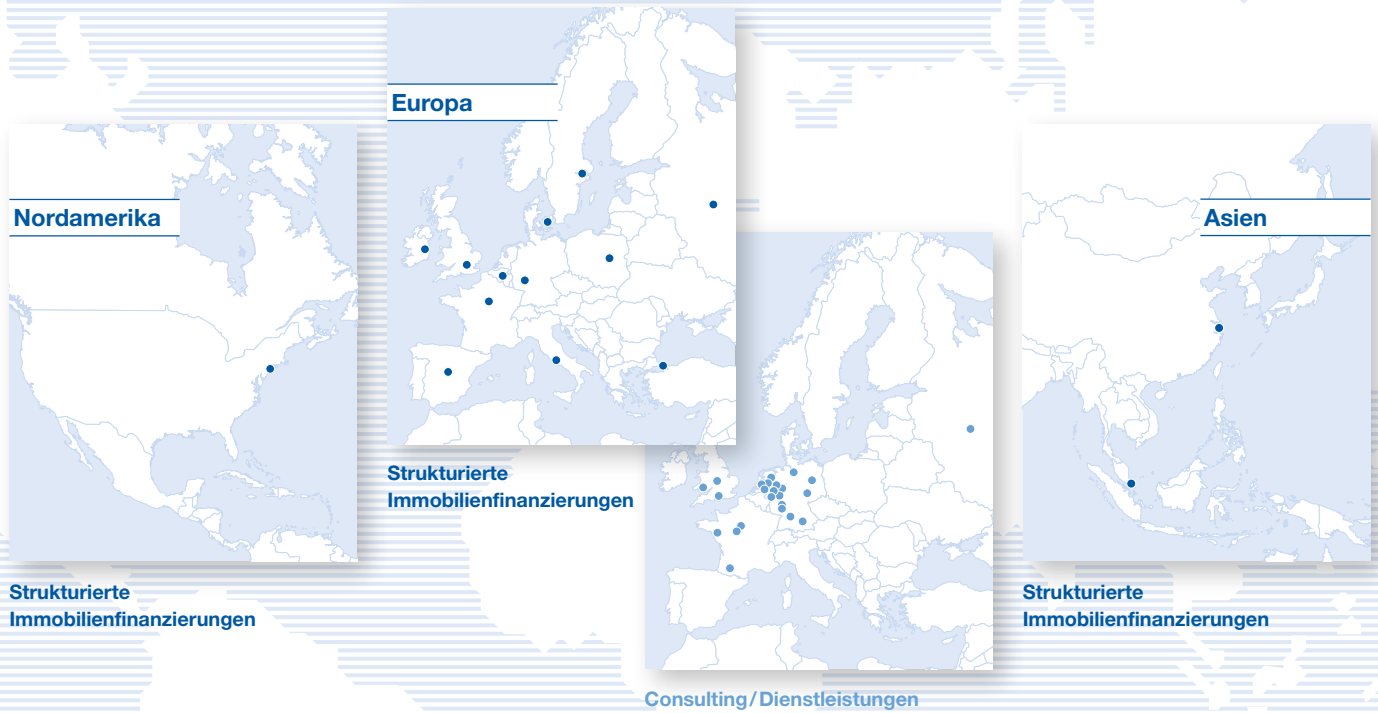 Europa
Nordamerika
Asien
Strukturierte
Immobilienfinanzierungen
Strukturierte
Immobilienfinanzierungen
Strukturierte
Immobilienfinanzierungen
Consulting/Dienstleistungen